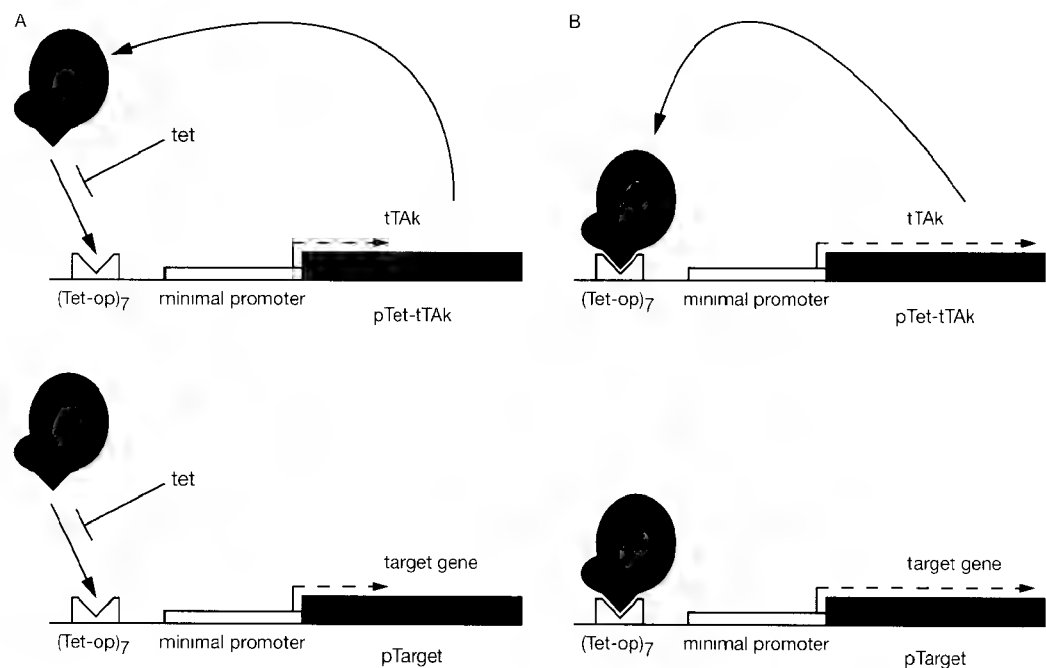 A
B
tet
tTAk
tTAk
(Tet-op)7
minimal promoter
(Tet-op)7
minimal promoter
pTet-tTAk
pTet-tTAk
tet
target gene
target gene
(Tet-op)7
minimal promoter
(Tet-op)7
minimal promoter
pTarget
pTarget